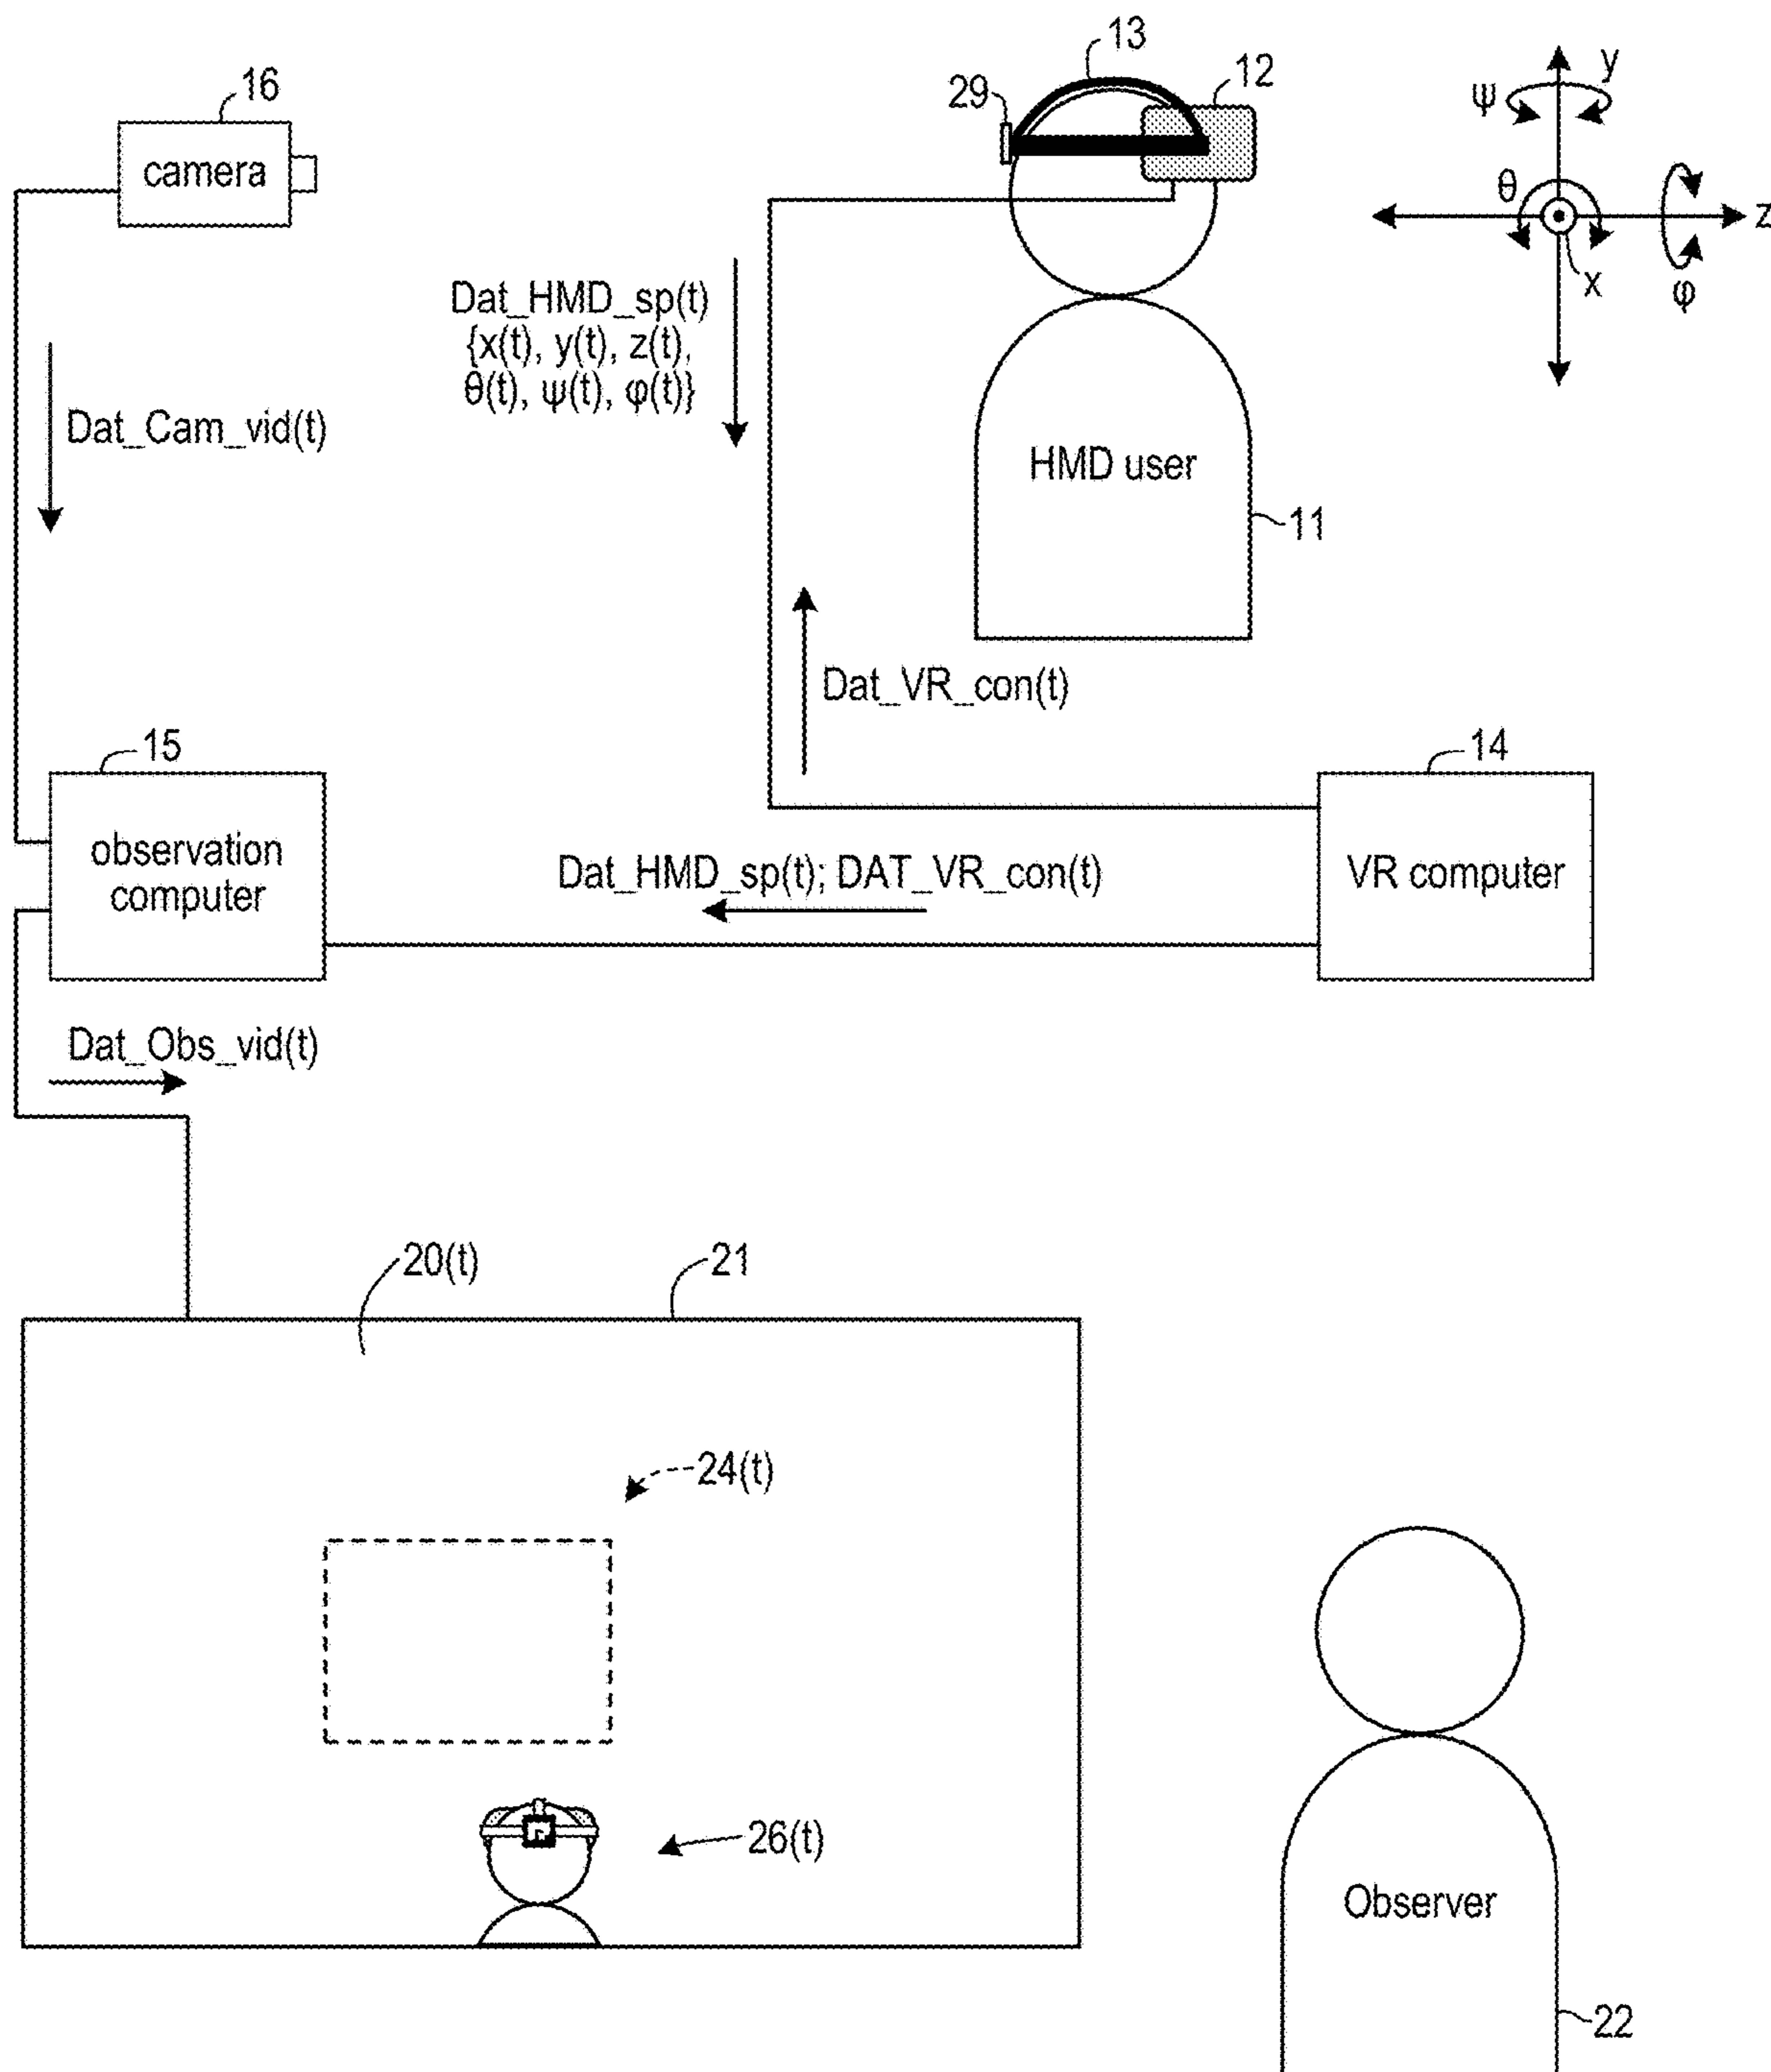 13
12
29
16
camera
y
ψ
θ
z
x
φ
Dat_HMD_sp(t)
{x(t), y(t), z(t),
θ(t), ψ(t), φ(t)}
Dat_Cam_vid(t)
HMD user
11
Dat_VR_con(t)
15
14
observation
computer
Dat_HMD_sp(t); DAT_VR_con(t)
VR computer
Dat_Obs_vid(t)
20(t)
21
24(t)
26(t)
Observer
22